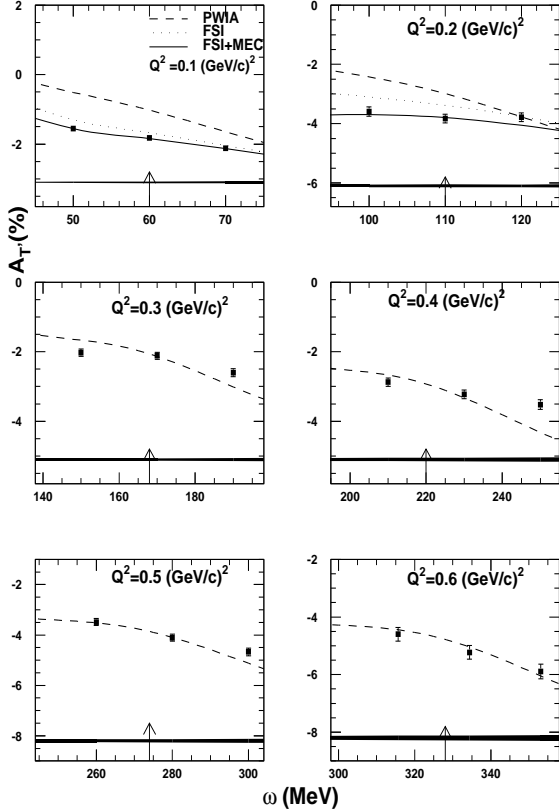 PWIA
FSI
FSI+MEC
Q²=0.1 (GeV/c)²
2
0
-2
50 60 70
Q²=0.2 (GeV/c)²
0
-2
-4
-6
100 110 120
A_T'(%)
Q²=0.3 (GeV/c)²
0
-2
-4
140 160 180 200
Q²=0.4 (GeV/c)²
0
-2
-4
200 220 240
Q²=0.5 (GeV/c)²
-2
-4
-6
-8
260 280 300
Q²=0.6 (GeV/c)²
-2
-4
-6
-8
300 320 340
ω (MeV)